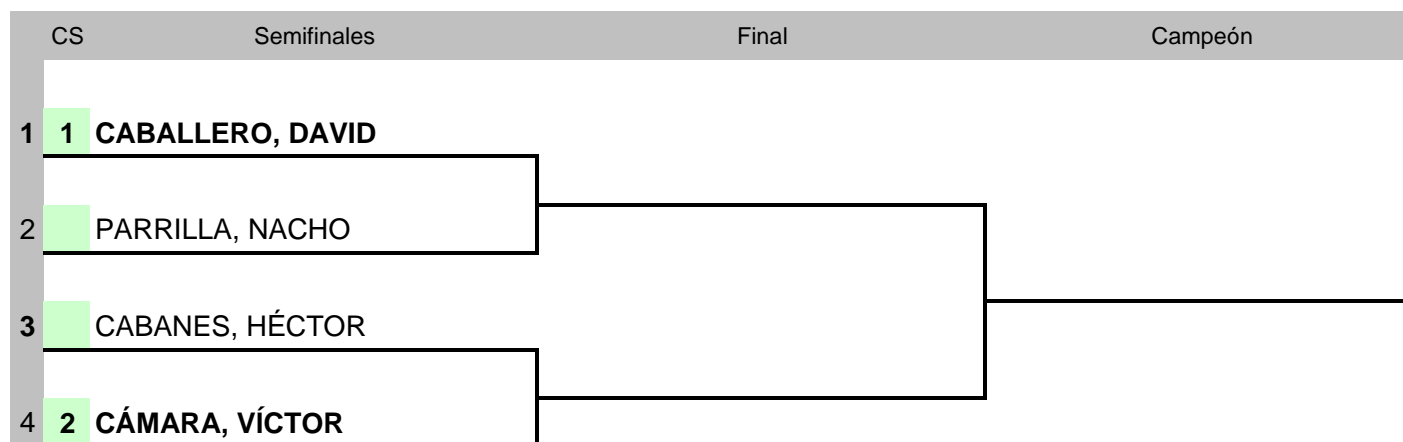 CS Semifinales Final Campeón
1 1 CABALLERO, DAVID
2 PARRILLA, NACHO
3 CABANES, HÉCTOR
4 2 CÁMARA, VÍCTOR